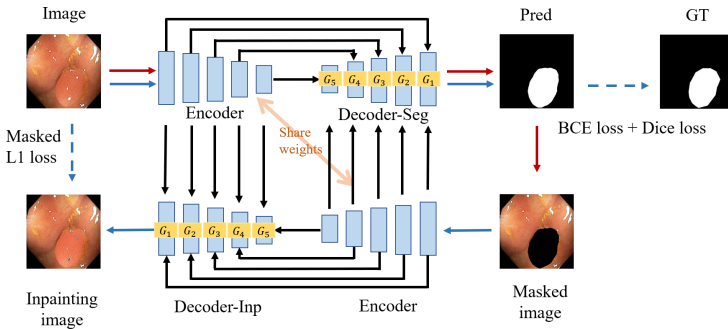 Image
Pred
GT
G5 G4 G3 G2 G1
Encoder
Decoder-Seg
Masked
L1 loss
Share
weights
BCE loss + Dice loss
G1 G2 G3 G4 G5
Inpainting
image
Decoder-Inp
Encoder
Masked
image